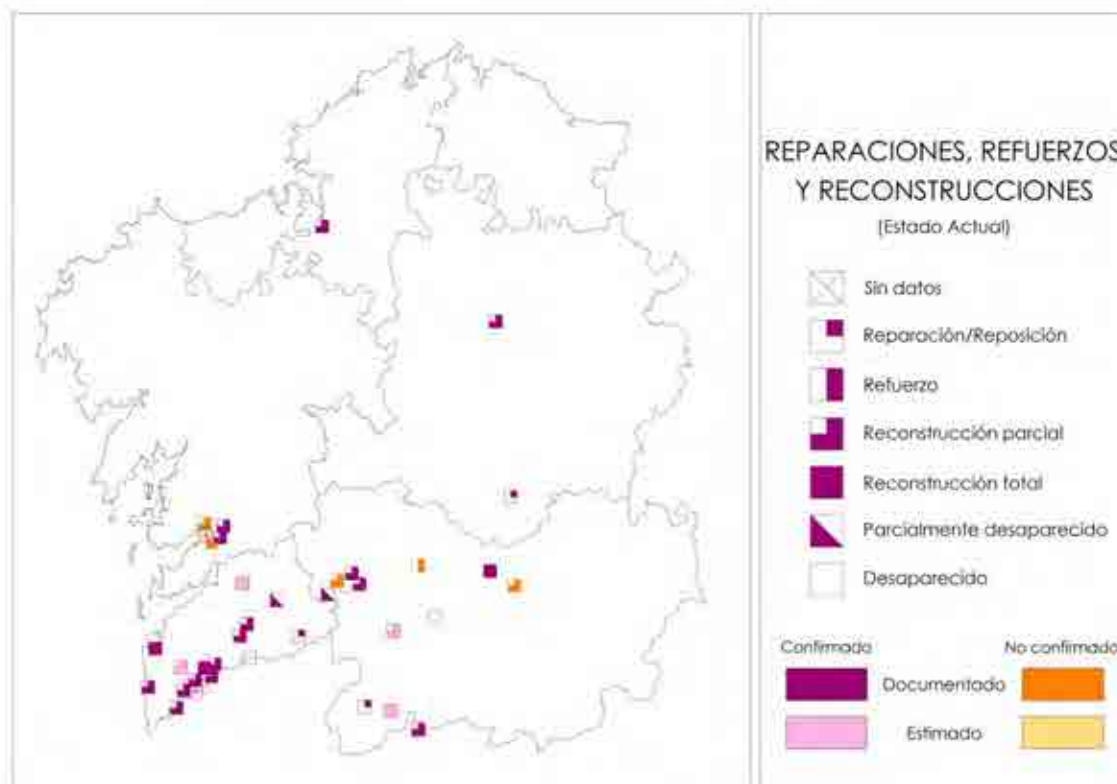 REPARACIONES, REFUERZOS
Y RECONSTRUCCIONES
(Estado Actual)
Sin datos
Reparación/Reposición
Refuerzo
Reconstrucción parcial
Reconstrucción total
Parcialmente desaparecido
Desaparecido
Confirmado No confirmado
Documentado
Estimado